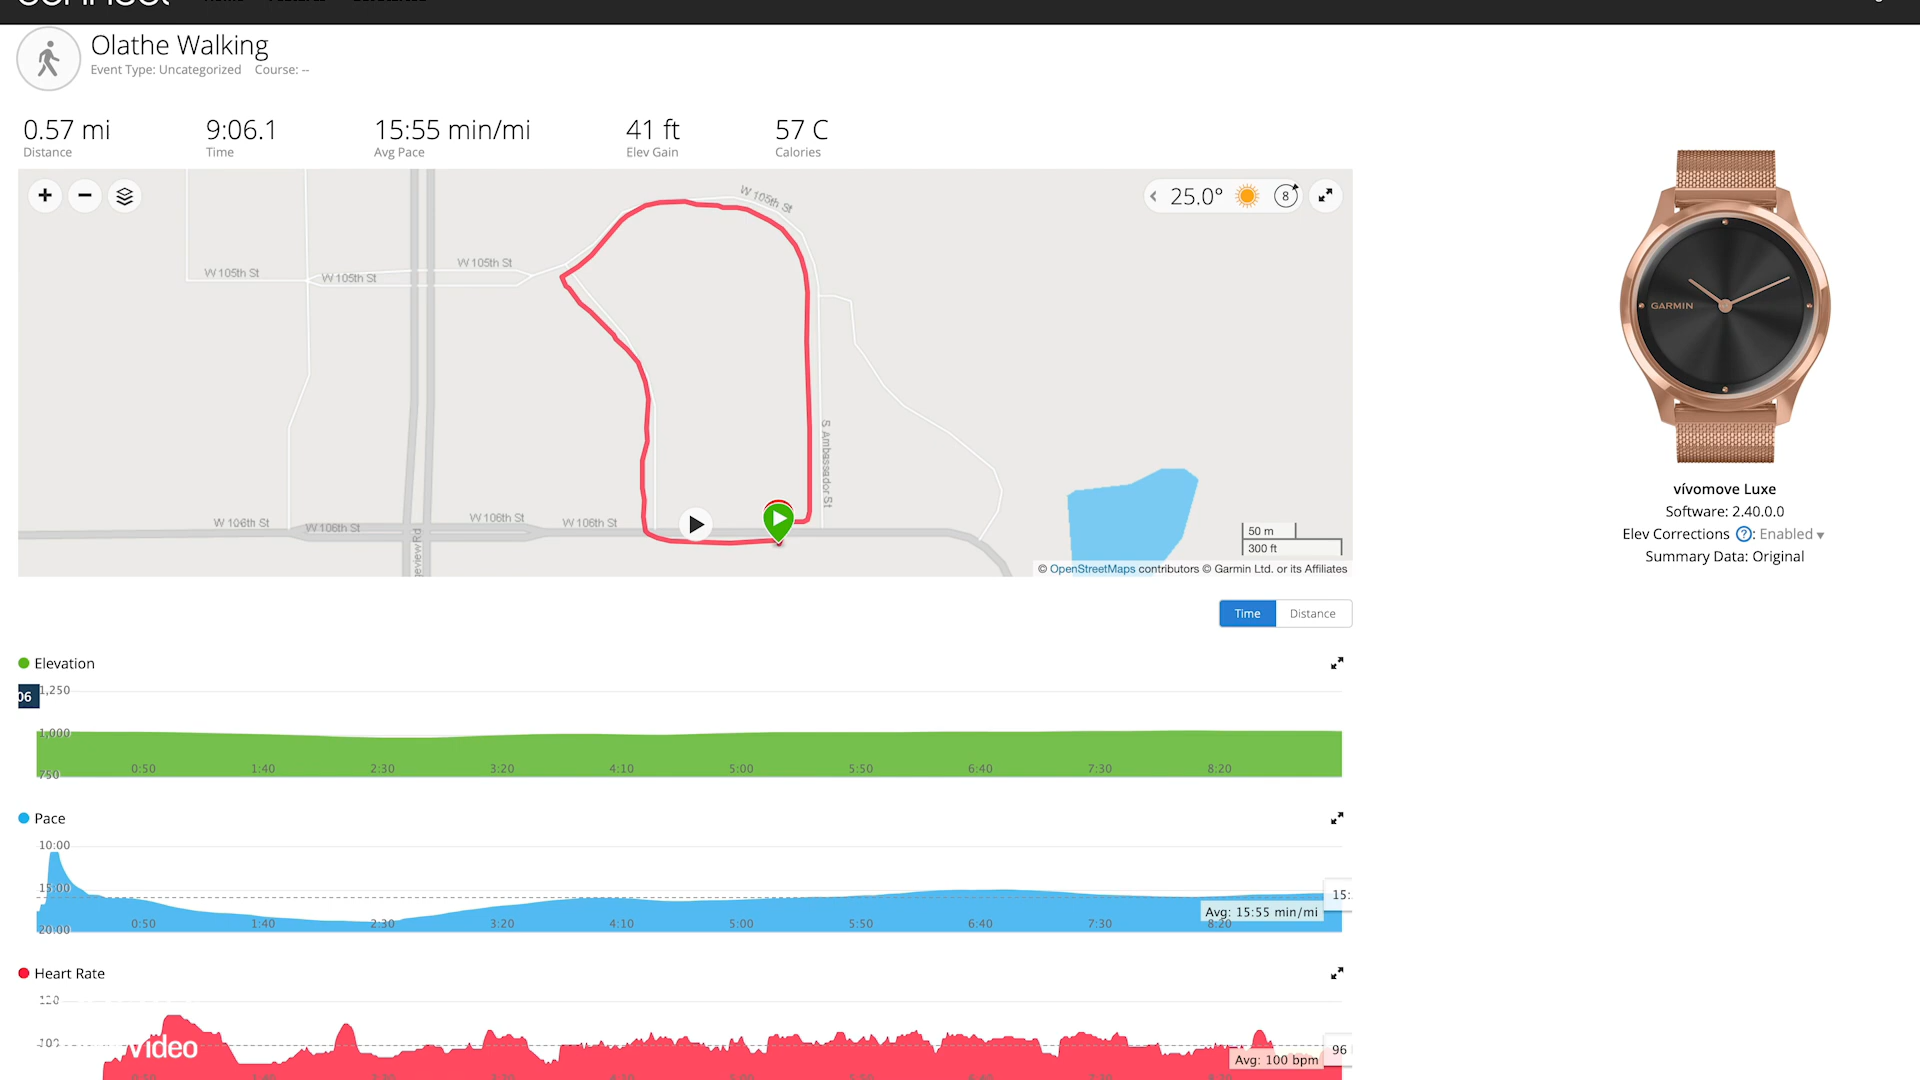 Olathe Walking
Event Type: Uncategorized Course: --
0.57 mi 9:06.1 15:55 min/mi 41 ft 57 C
Distance Time Avg Pace Elev Gain Calories
W 105th St
25.0° 8
W 105th St
W 105th St
W 105th St
GARMIN
S Ambassador St
vívomove Luxe
Software: 2.40.0.0
W 106th St
W 106th St
W 106th St
W 106th St
50 m
300 ft
Elev Corrections ?: Enabled
Summary Data: Original
© OpenStreetMaps contributors © Garmin Ltd. or its Affiliates
Time Distance
Elevation
06
1,250
1,000
750
0:50 1:40 2:30 3:20 4:10 5:00 5:50 6:40 7:30 8:20
Pace
10:00
15:00
15:
Avg: 15:55 min/mi
20:00
0:50 1:40 2:30 3:20 4:10 5:00 5:50 6:40 7:30 8:20
Heart Rate
120
100
video
96
Avg: 100 bpm